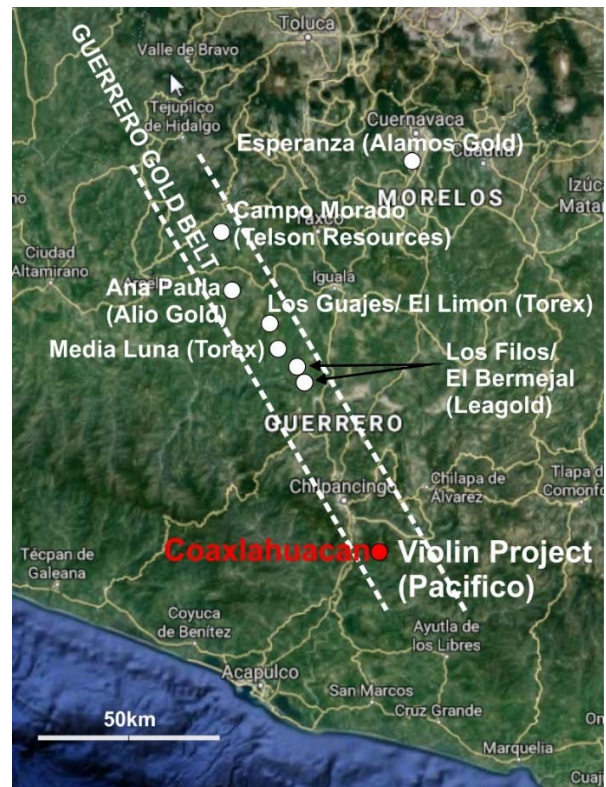 Toluca
Valle de Bravo
GUERRERO GOLD BELT
Tejupilco
de Hidalgo
Cuernavaca
Esperanza (Alamos Gold)
Cuautla
MORELOS
Izúca
Matar
no
Campo Morado
Taxco
(Telson Resources)
Ciudad
Altamirano
Arcelia
Iguala
Ana Paula
(Alio Gold)
Los Guajes/ El Limon (Torex)
Media Luna (Torex)
Los Filos/
El Bermejal
(Leagold)
GUERRERO
Chilpancingo
Chilapa de
Álvarez
Tlapa d
Comonfo
Técpan de
Galeana
Coaxlahuacan
Violin Project
(Pacifico)
Coyuca
de Benítez
Ayutla de
los Libres
Acapulco
San Marcos
Cruz Grande
On
50km
Marquelia
Cuaj